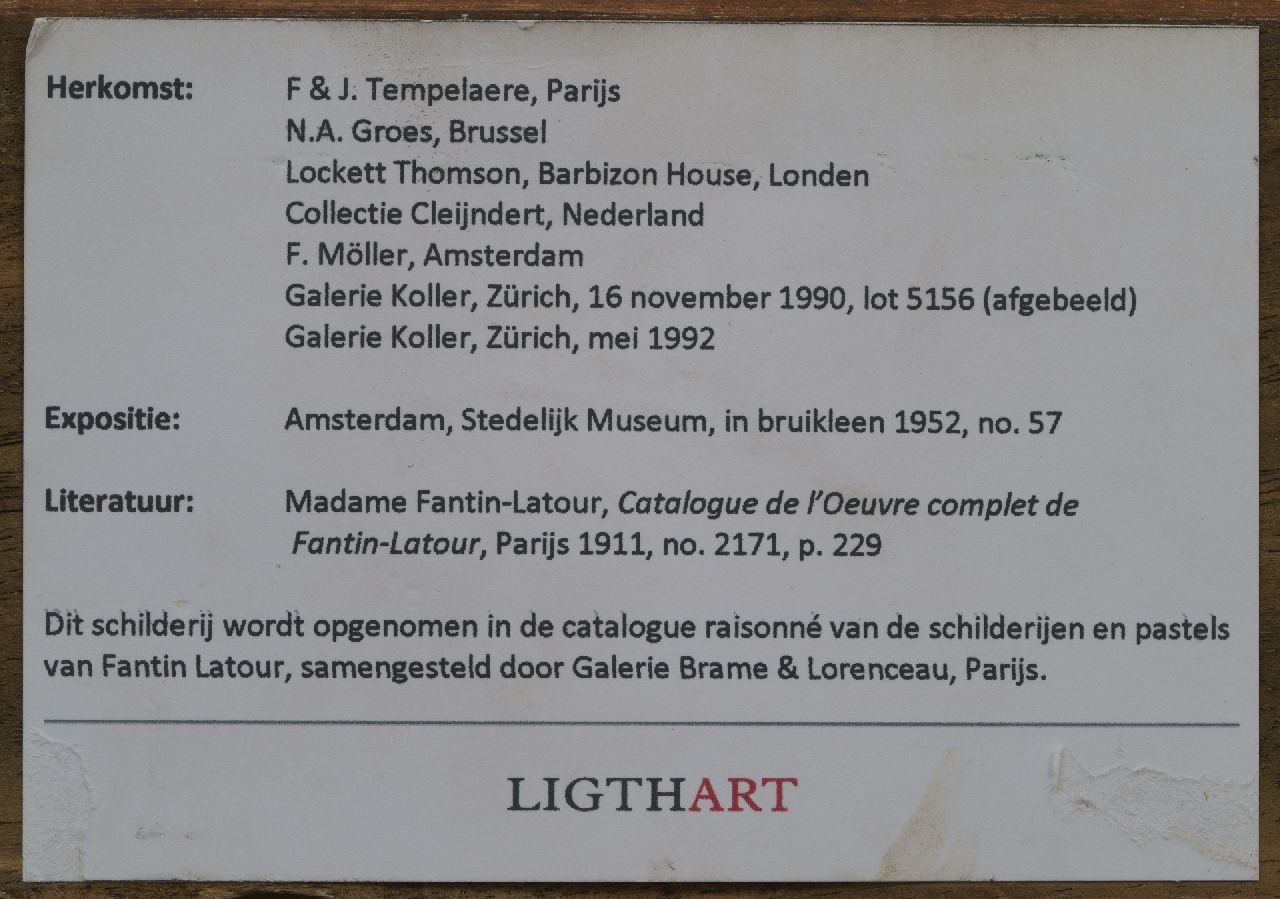 Herkomst: F & J. Tempelaere, Parijs
N.A. Groes, Brussel
Lockett Thomson, Barbizon House, Londen
Collectie Cleijndert, Nederland
F. Möller, Amsterdam
Galerie Koller, Zürich, 16 november 1990, lot 5156 (afgebeeld)
Galerie Koller, Zürich, mei 1992
Expositie: Amsterdam, Stedelijk Museum, in bruikleen 1952, no. 57
Literatuur: Madame Fantin-Latour, Catalogue de l'Oeuvre complet de
Fantin-Latour, Parijs 1911, no. 2171, p. 229
Dit schilderij wordt opgenomen in de catalogue raisonné van de schilderijen en pastels
van Fantin Latour, samengesteld door Galerie Brame & Lorenceau, Parijs.
LIGTHART